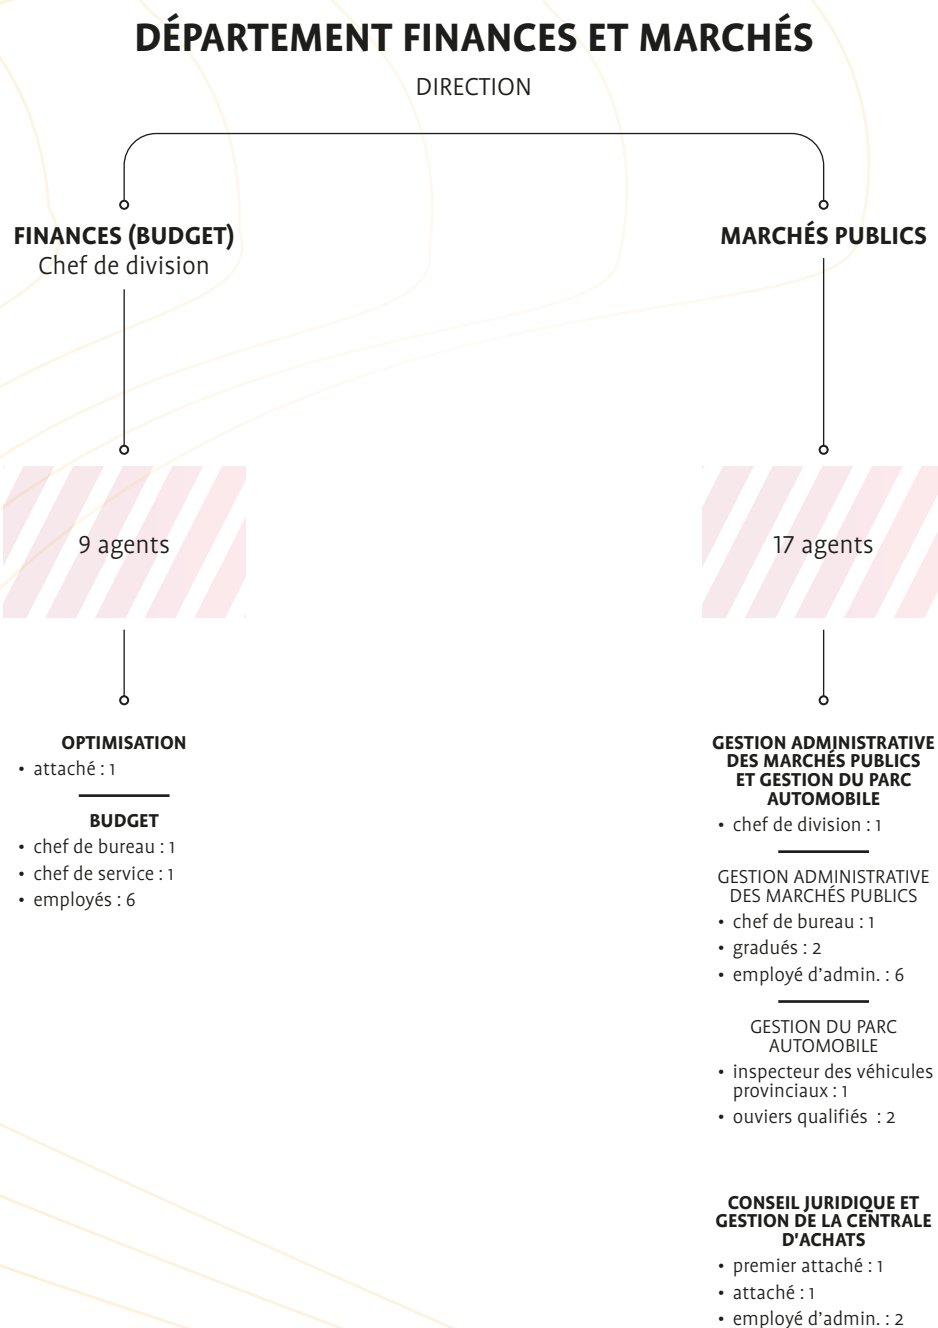 DÉPARTEMENT FINANCES ET MARCHÉS
DIRECTION
FINANCES (BUDGET)
Chef de division
9 agents
OPTIMISATION
• attaché : 1
BUDGET
• chef de bureau : 1
• chef de service : 1
• employés : 6
MARCHÉS PUBLICS
17 agents
GESTION ADMINISTRATIVE
DES MARCHÉS PUBLICS
ET GESTION DU PARC
AUTOMOBILE
• chef de division : 1
GESTION ADMINISTRATIVE
DES MARCHÉS PUBLICS
• chef de bureau : 1
• gradués : 2
• employé d'admin. : 6
GESTION DU PARC
AUTOMOBILE
• inspecteur des véhicules
provinciaux : 1
• ouviers qualifiés  : 2
CONSEIL JURIDIQUE ET
GESTION DE LA CENTRALE
D'ACHATS
• premier attaché : 1
• attaché : 1
• employé d'admin. : 2